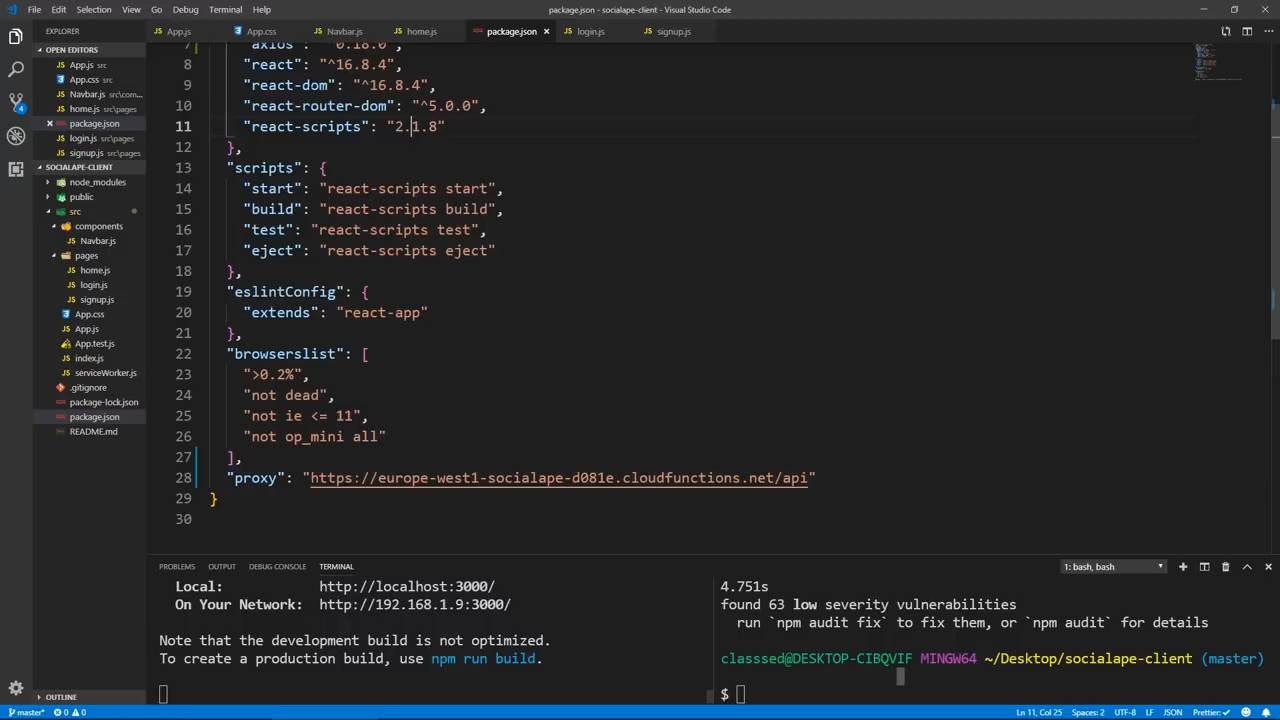 File Edit Selection View Go Debug Terminal Help
package.json - socialape-client - Visual Studio Code
EXPLORER
OPEN EDITORS
App.js src
App.css src
Navbar.js src\com...
home.js src\pages
package.json
login.js src\pages
signup.js src\pages
SOCIALAPE-CLIENT
node_modules
public
src
components
Navbar.js
pages
home.js
login.js
signup.js
App.css
App.js
App.test.js
index.js
serviceWorker.js
.gitignore
package-lock.json
package.json
README.md
OUTLINE
App.js App.css Navbar.js home.js package.json login.js signup.js
7 "axios": "^0.18.0",
8 "react": "^16.8.4",
9 "react-dom": "^16.8.4",
10 "react-router-dom": "^5.0.0",
11 "react-scripts": "2.1.8"
12 },
13 "scripts": {
14 "start": "react-scripts start",
15 "build": "react-scripts build",
16 "test": "react-scripts test",
17 "eject": "react-scripts eject"
18 },
19 "eslintConfig": {
20 "extends": "react-app"
21 },
22 "browserslist": [
23 ">0.2%",
24 "not dead",
25 "not ie <= 11",
26 "not op_mini all"
27 ],
28 "proxy": "https://europe-west1-socialape-d081e.cloudfunctions.net/api"
29 }
30
PROBLEMS OUTPUT DEBUG CONSOLE TERMINAL
1: bash, bash
Local: http://localhost:3000/
On Your Network: http://192.168.1.9:3000/
Note that the development build is not optimized.
To create a production build, use npm run build.
4.751s
found 63 low severity vulnerabilities
run `npm audit fix` to fix them, or `npm audit` for details
classsed@DESKTOP-CIBQVIF MINGW64 ~/Desktop/socialape-client (master)
$
master* 0 0 Ln 11, Col 25 Spaces: 2 UTF-8 LF JSON Prettier: ✓